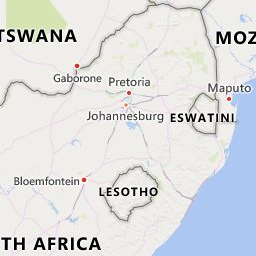 TSWANA
MOZ
Gaborone
Pretoria
Maputo
Johannesburg
ESWATINI
Bloemfontein
LESOTHO
TH AFRICA